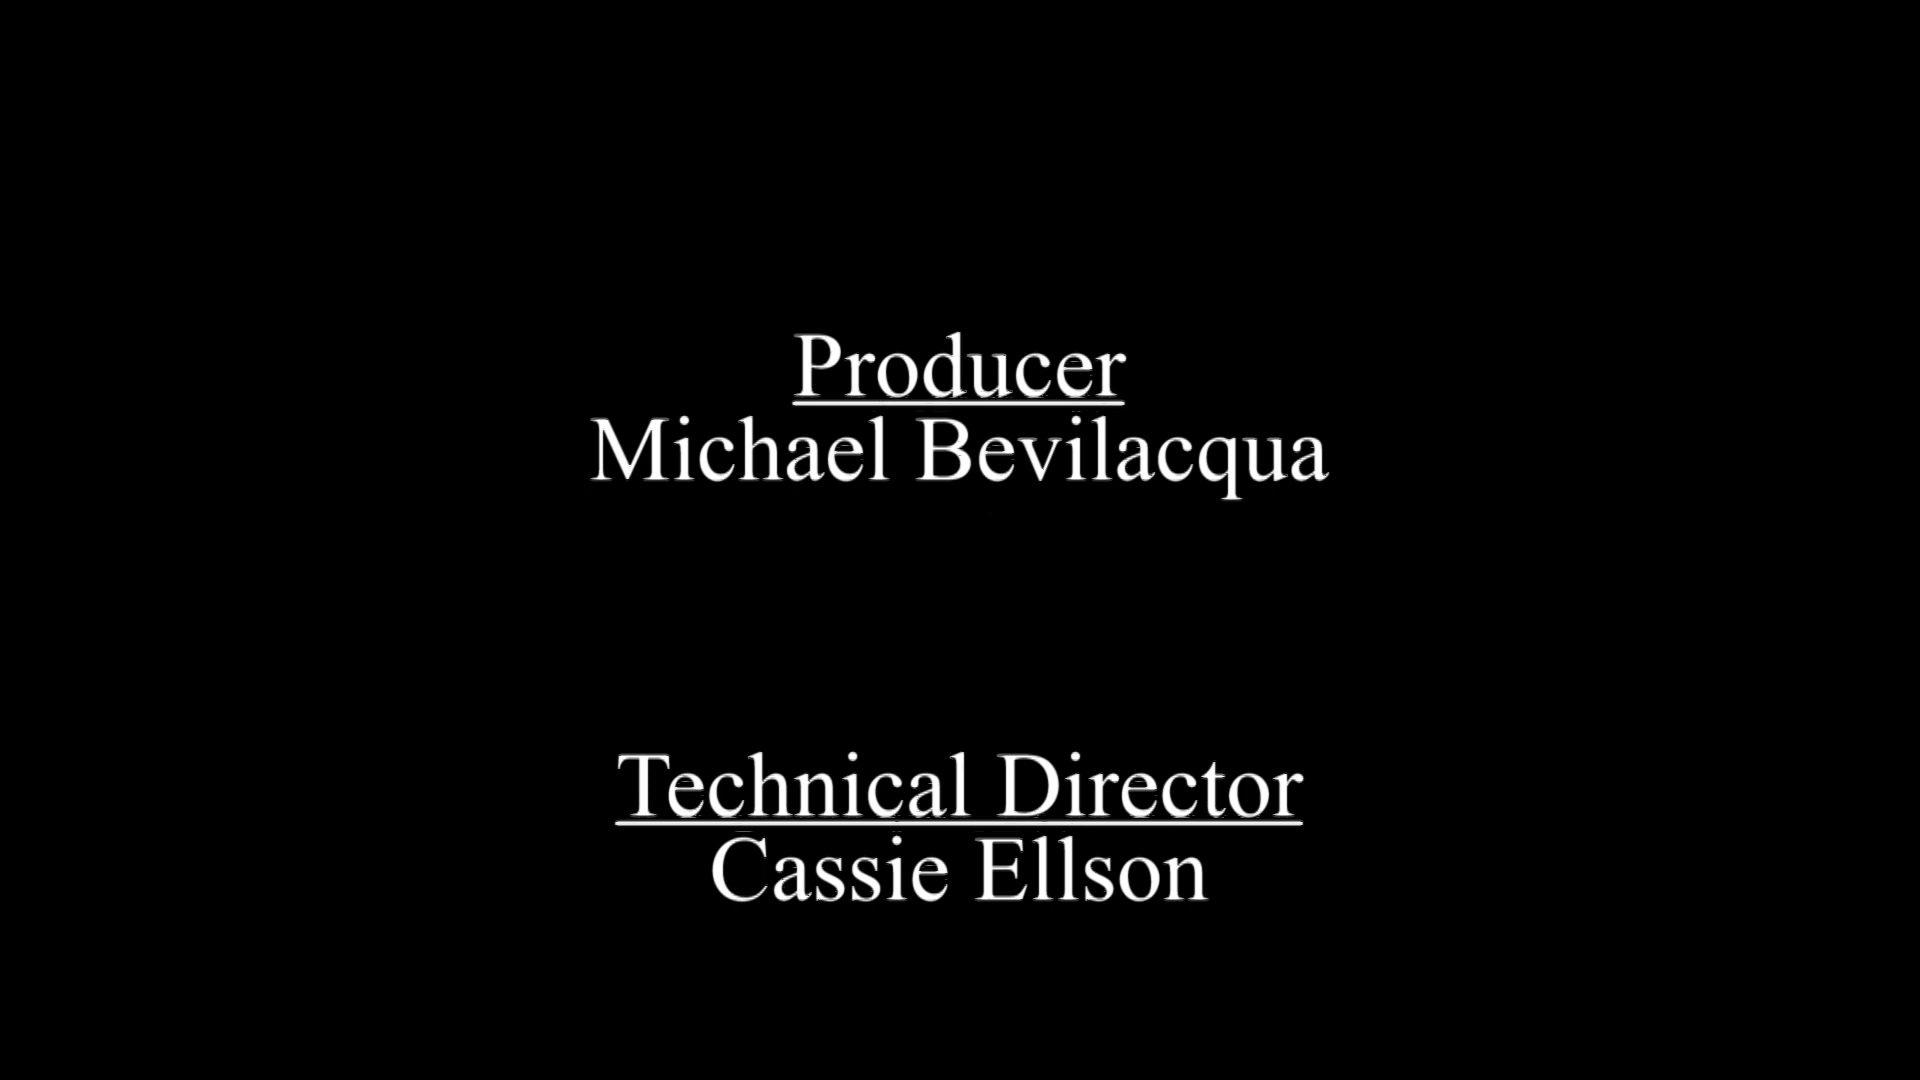 Producer
Michael Bevilacqua
Technical Director
Cassie Ellson